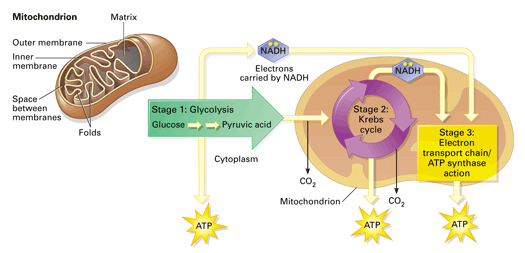 Mitochondrion
Matrix
Outer membrane
Inner
membrane
Space
between
membranes
Folds
NADH
Electrons
carried by NADH
Stage 1: Glycolysis
Glucose
Pyruvic acid
Cytoplasm
NADH
Stage 2:
Krebs
cycle
Stage 3:
Electron
transport chain/
ATP synthase
action
CO2
Mitochondrion
CO2
ATP
ATP
ATP